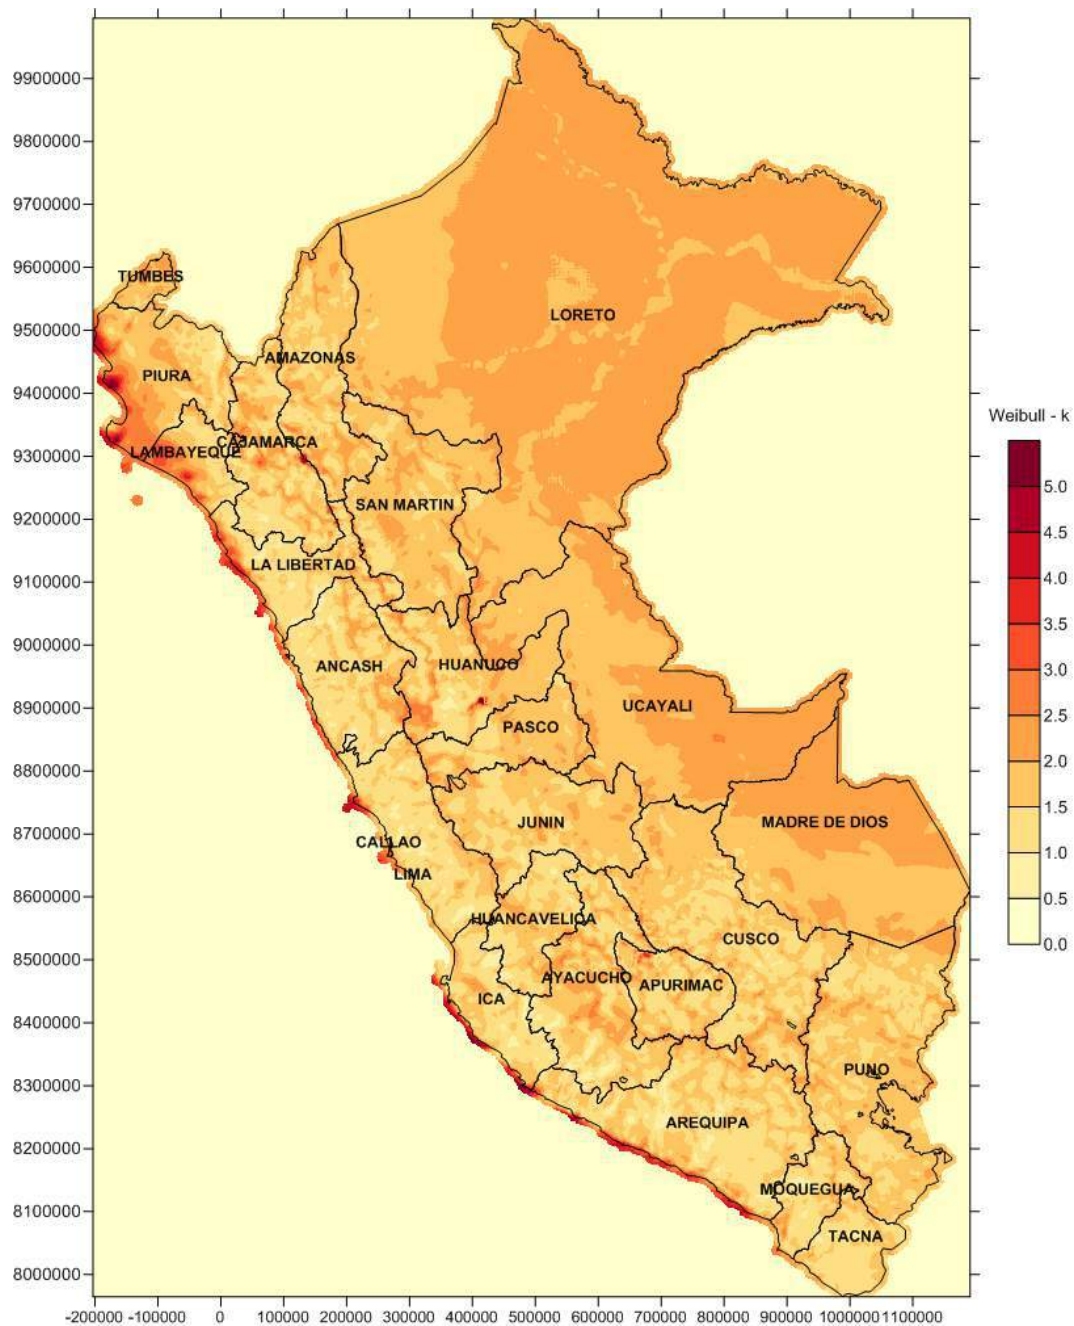 9900000
9800000
9700000
9600000
TUMBES
9500000
LORETO
AMAZONAS
9400000
PIURA
Weibull - k
CAJAMARCA
9300000
LAMBAYEQUE
5.0
SAN MARTIN
4.5
9200000
LA LIBERTAD
4.0
9100000
3.5
9000000
ANCASH
HUANUCO
3.0
8900000
UCAYALI
2.5
PASCO
2.0
8800000
1.5
JUNIN
MADRE DE DIOS
8700000
CALLAO
1.0
LIMA
8600000
0.5
HUANCAVELICA
CUSCO
0.0
8500000
AYACUCHO
APURIMAC
ICA
8400000
PUNO
8300000
AREQUIPA
8200000
MOQUEGUA
8100000
TACNA
8000000
-200000 -100000 0 100000 200000 300000 400000 500000 600000 700000 800000 900000 1000000 1100000